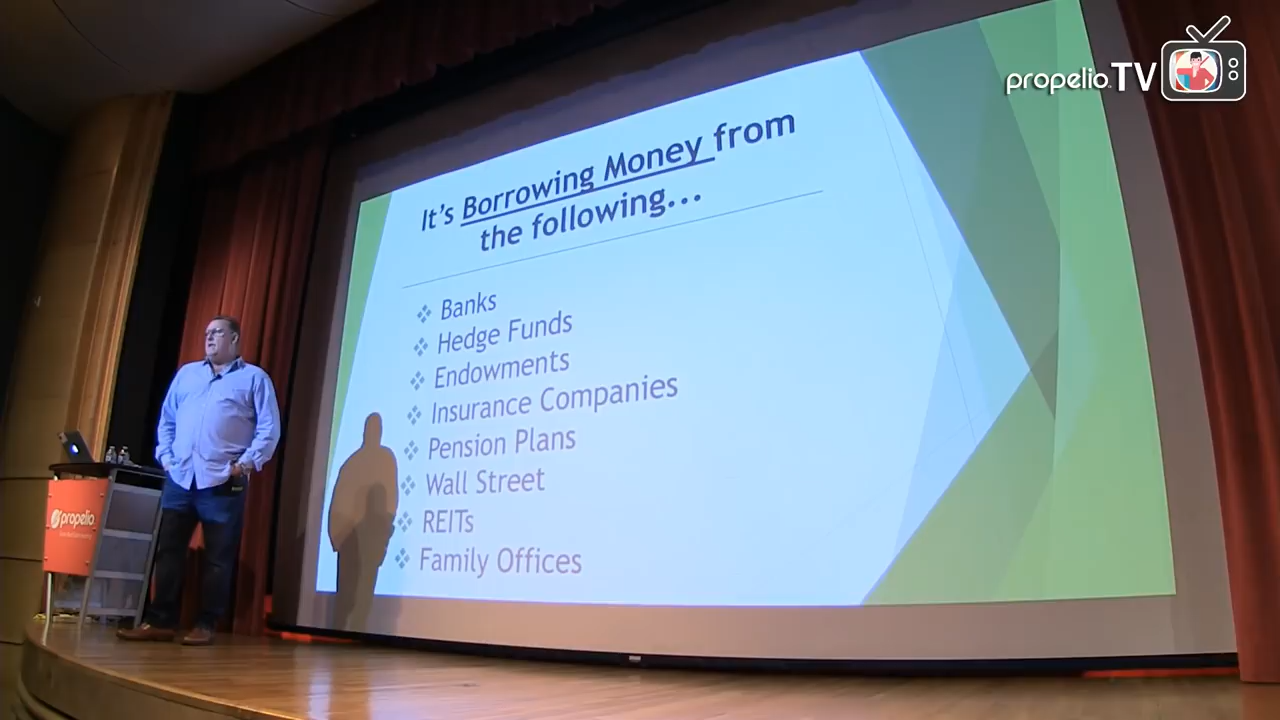 propelio TV
It's Borrowing Money from
the following...
Banks
Hedge Funds
Endowments
Insurance Companies
Pension Plans
Wall Street
REITs
Family Offices
propelio